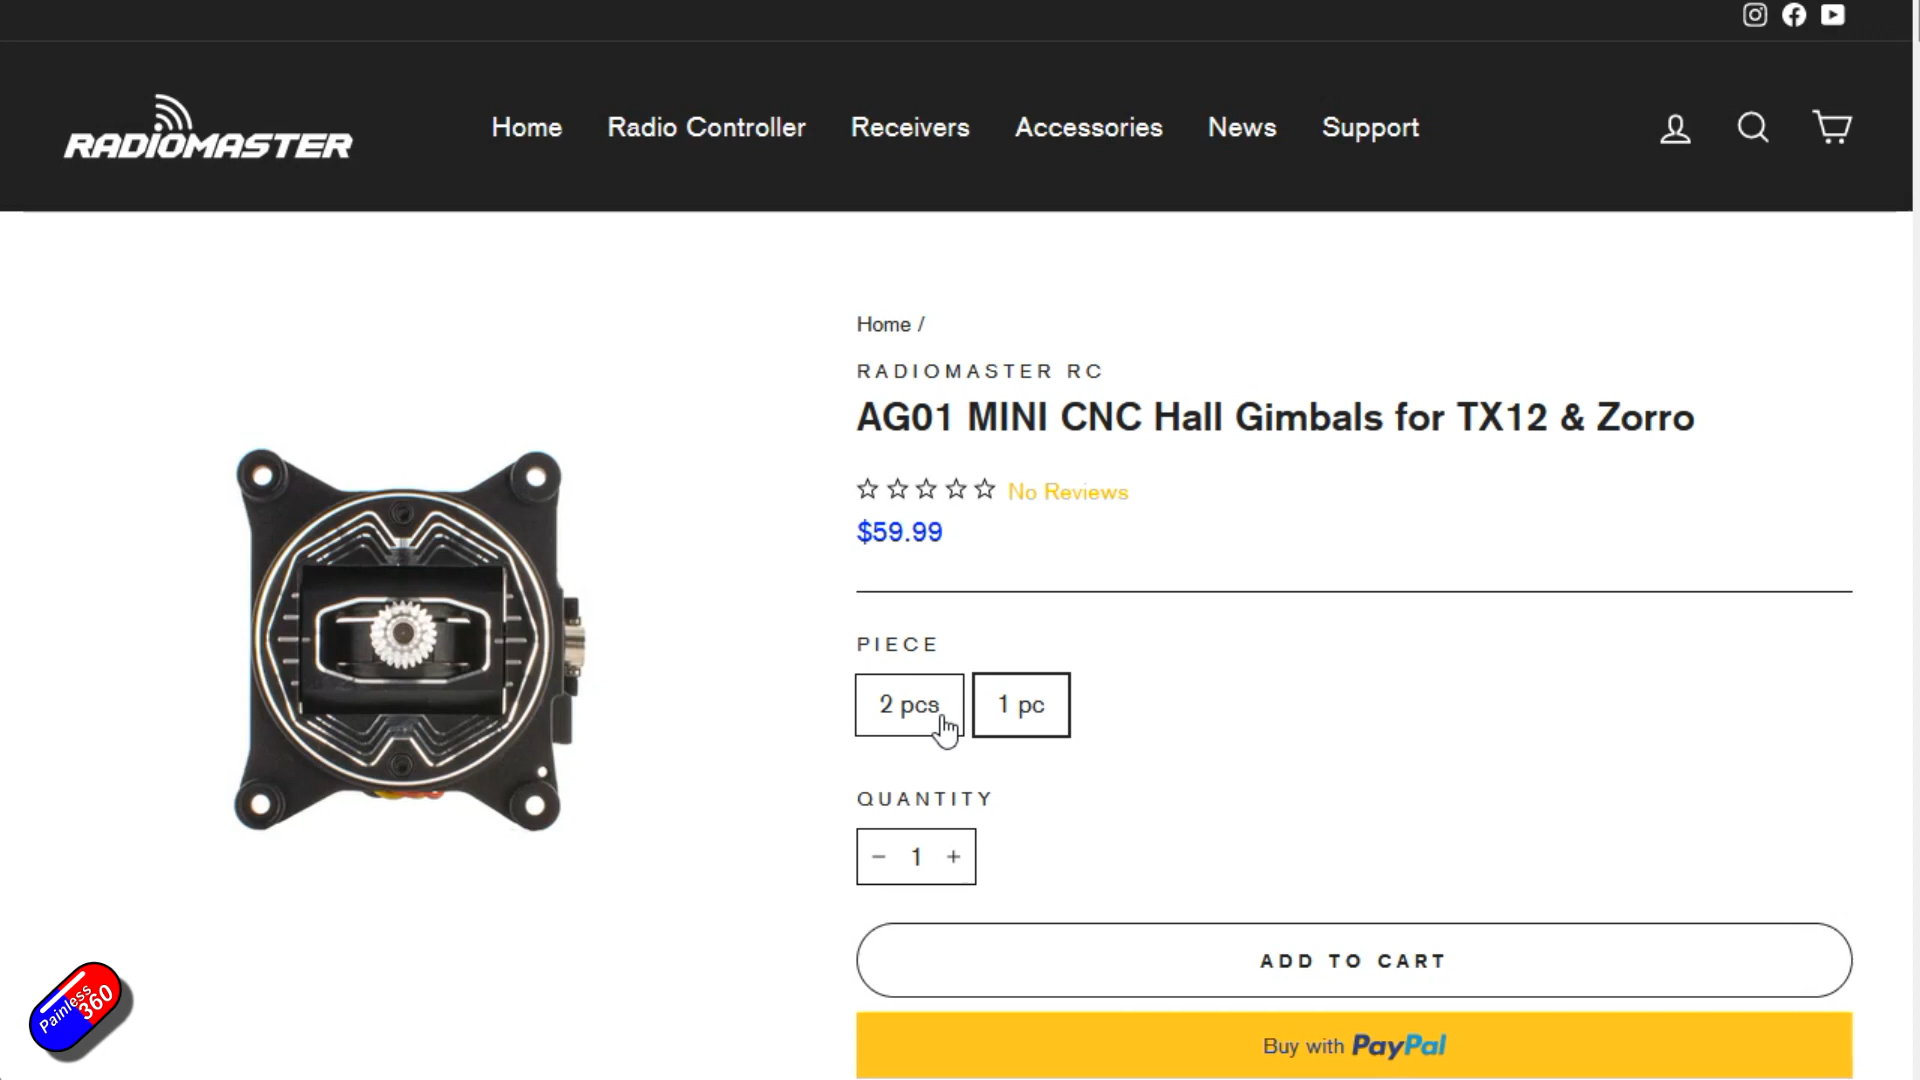 RADIOMASTER
Home Radio Controller Receivers Accessories News Support
Home /
RADIOMASTER RC
AG01 MINI CNC Hall Gimbals for TX12 & Zorro
No Reviews
$59.99
PIECE
2 pcs 1 pc
QUANTITY
− 1 +
ADD TO CART
Buy with PayPal
Painless
360